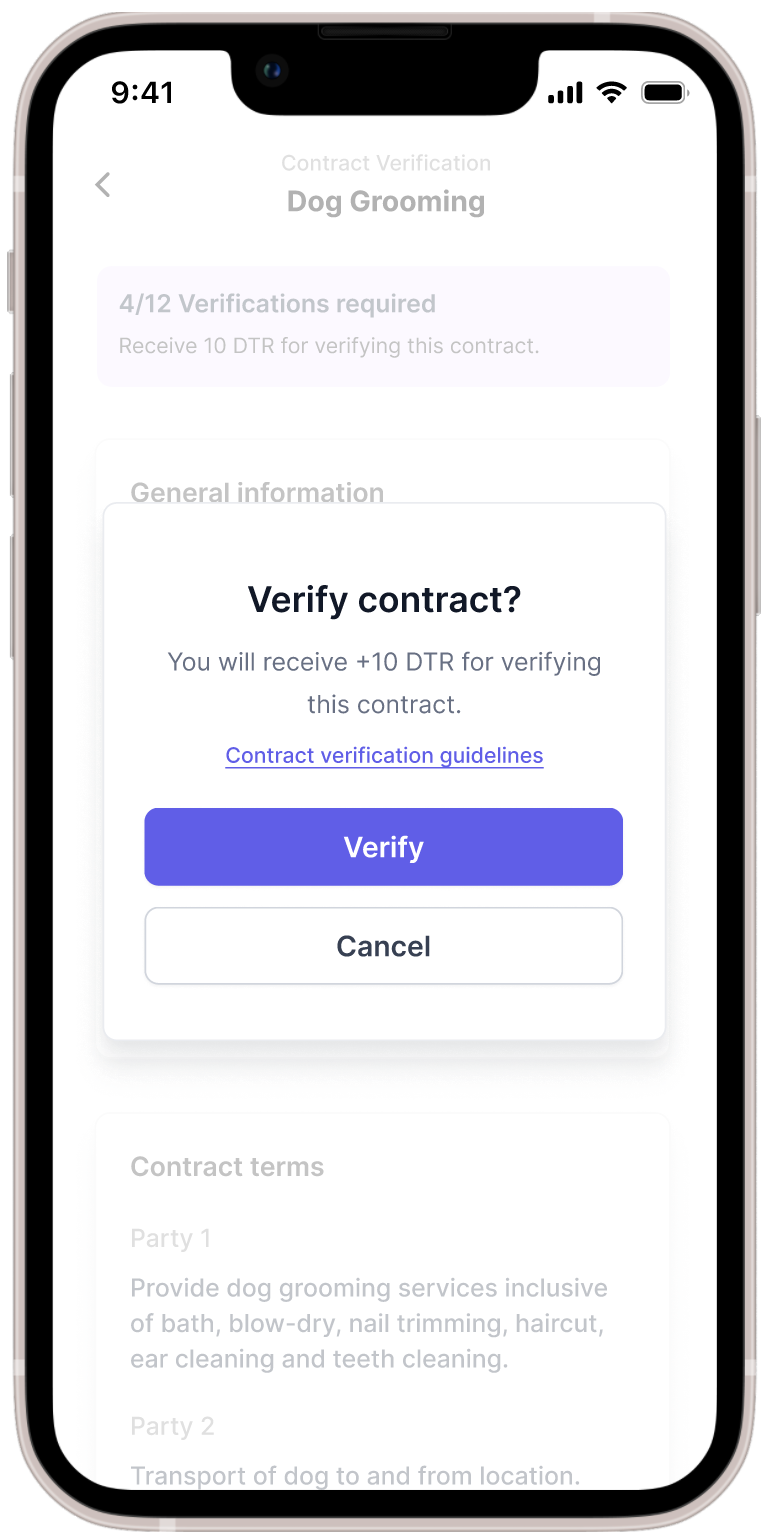 9:41
Contract Verification
Dog Grooming
4/12 Verifications required
Receive 10 DTR for verifying this contract.
General information
Verify contract?
You will receive +10 DTR for verifying
this contract.
Contract verification guidelines
Verify
Cancel
Contract terms
Party 1
Provide dog grooming services inclusive
of bath, blow-dry, nail trimming, haircut,
ear cleaning and teeth cleaning.
Party 2
Transport of dog to and from location.